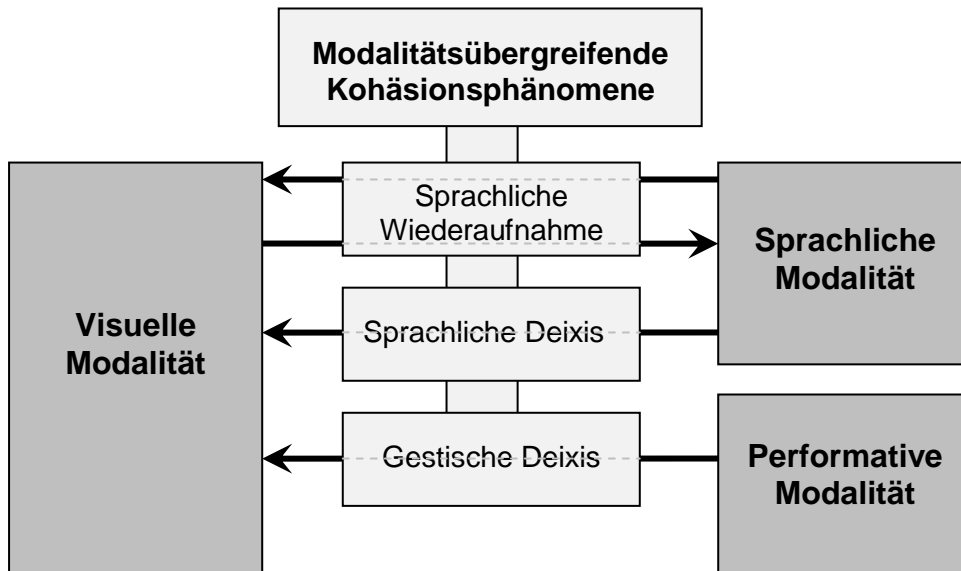 Modalitätsübergreifende
Kohäsionsphänomene
Sprachliche
Wiederaufnahme
Sprachliche
Modalität
Visuelle
Modalität
Sprachliche Deixis
Gestische Deixis
Performative
Modalität